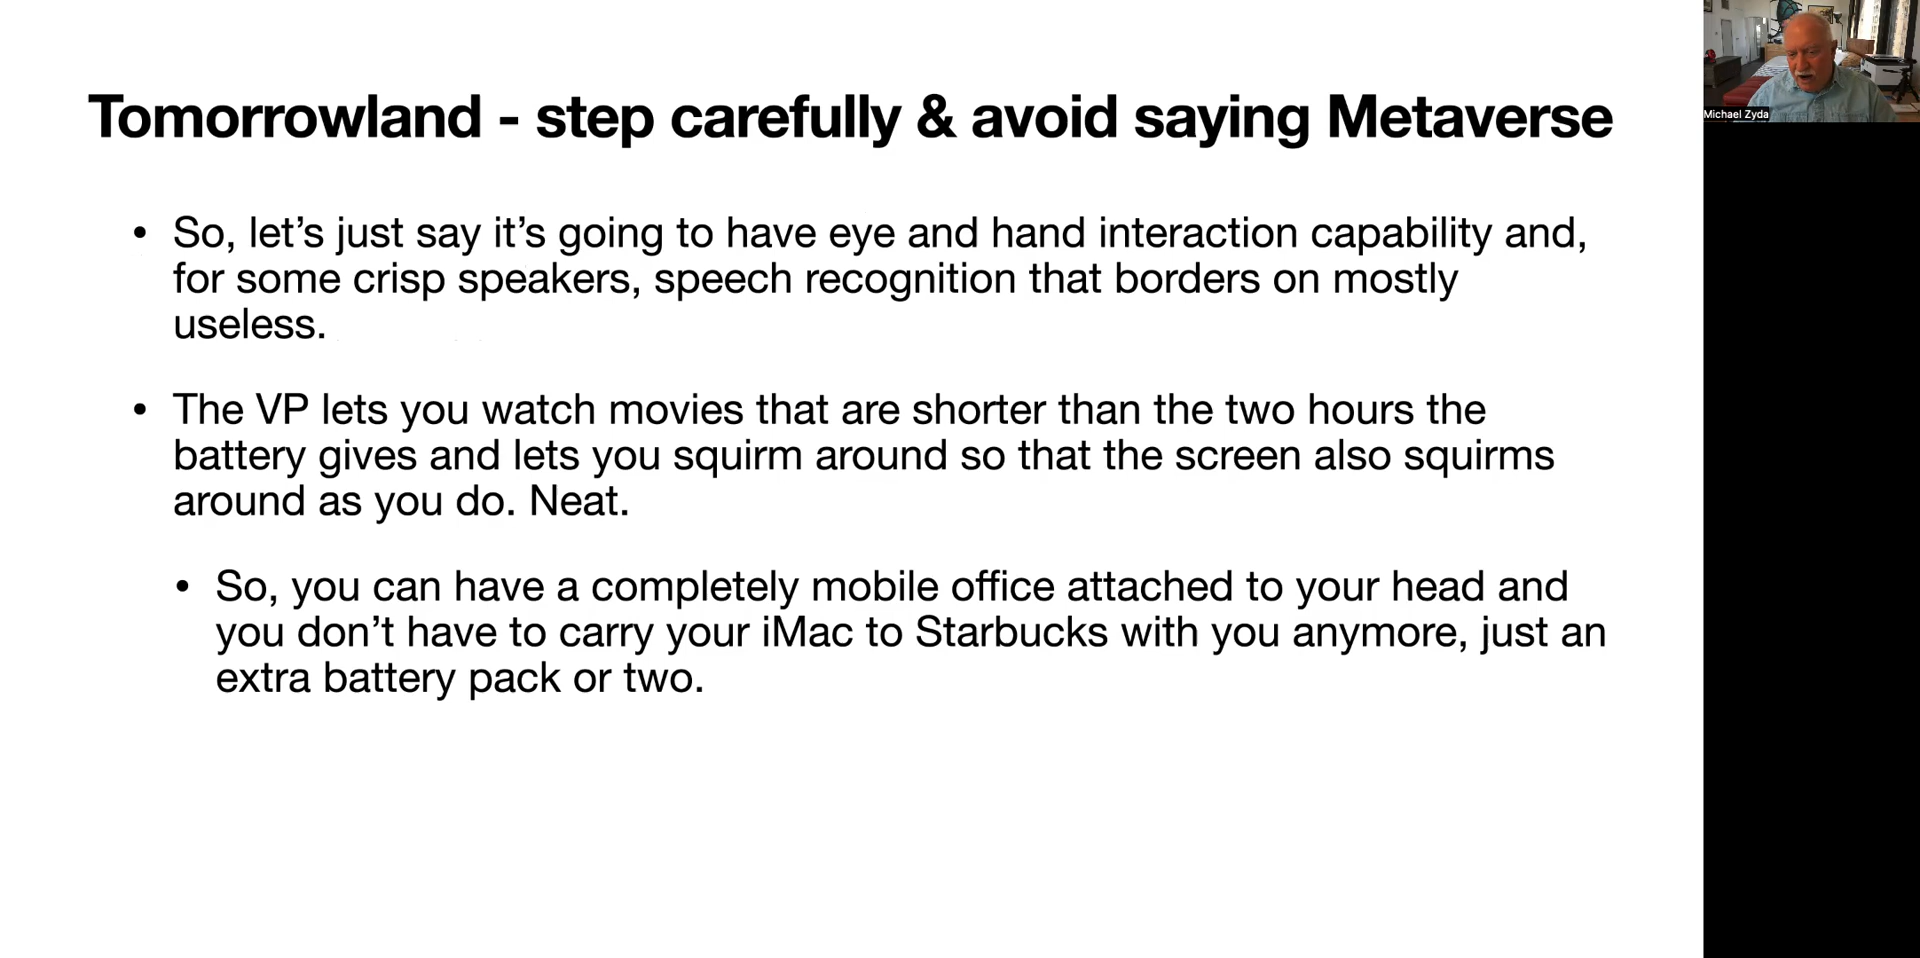 Tomorrowland - step carefully & avoid saying Metaverse
• So, let’s just say it’s going to have eye and hand interaction capability and,
for some crisp speakers, speech recognition that borders on mostly
useless.
• The VP lets you watch movies that are shorter than the two hours the
battery gives and lets you squirm around so that the screen also squirms
around as you do. Neat.
• So, you can have a completely mobile office attached to your head and
you don’t have to carry your iMac to Starbucks with you anymore, just an
extra battery pack or two.
Michael Zyda